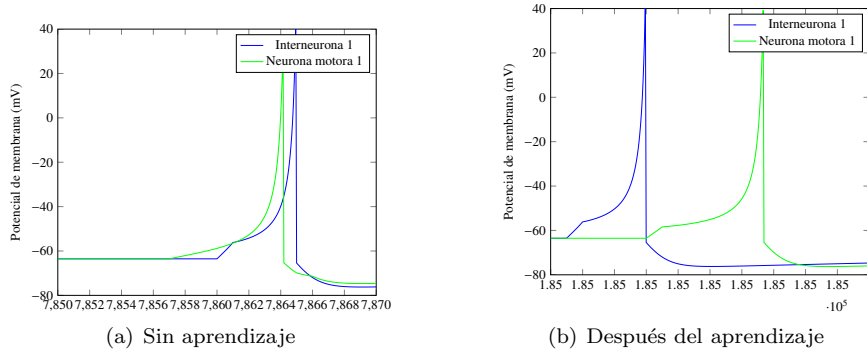 40
20
0
−20
−40
−60
−80
Potencial de membrana (mV)
Interneurona 1
Neurona motora 1
7,850 7,852 7,854 7,856 7,858 7,860 7,862 7,864 7,866 7,868 7,870
(a) Sin aprendizaje
40
20
0
−20
−40
−60
−80
Potencial de membrana (mV)
Interneurona 1
Neurona motora 1
1.85 1.85 1.85 1.85 1.85 1.85 1.85 1.85 1.85
·10⁵
(b) Después del aprendizaje